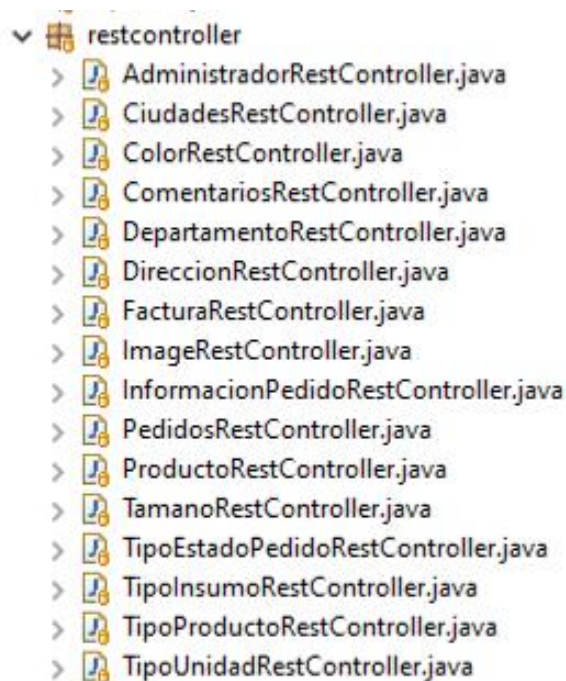 restcontroller
AdministradorRestController.java
CiudadesRestController.java
ColorRestController.java
ComentariosRestController.java
DepartamentoRestController.java
DireccionRestController.java
FacturaRestController.java
ImageRestController.java
InformacionPedidoRestController.java
PedidosRestController.java
ProductoRestController.java
TamanoRestController.java
TipoEstadoPedidoRestController.java
TipoInsumoRestController.java
TipoProductoRestController.java
TipoUnidadRestController.java